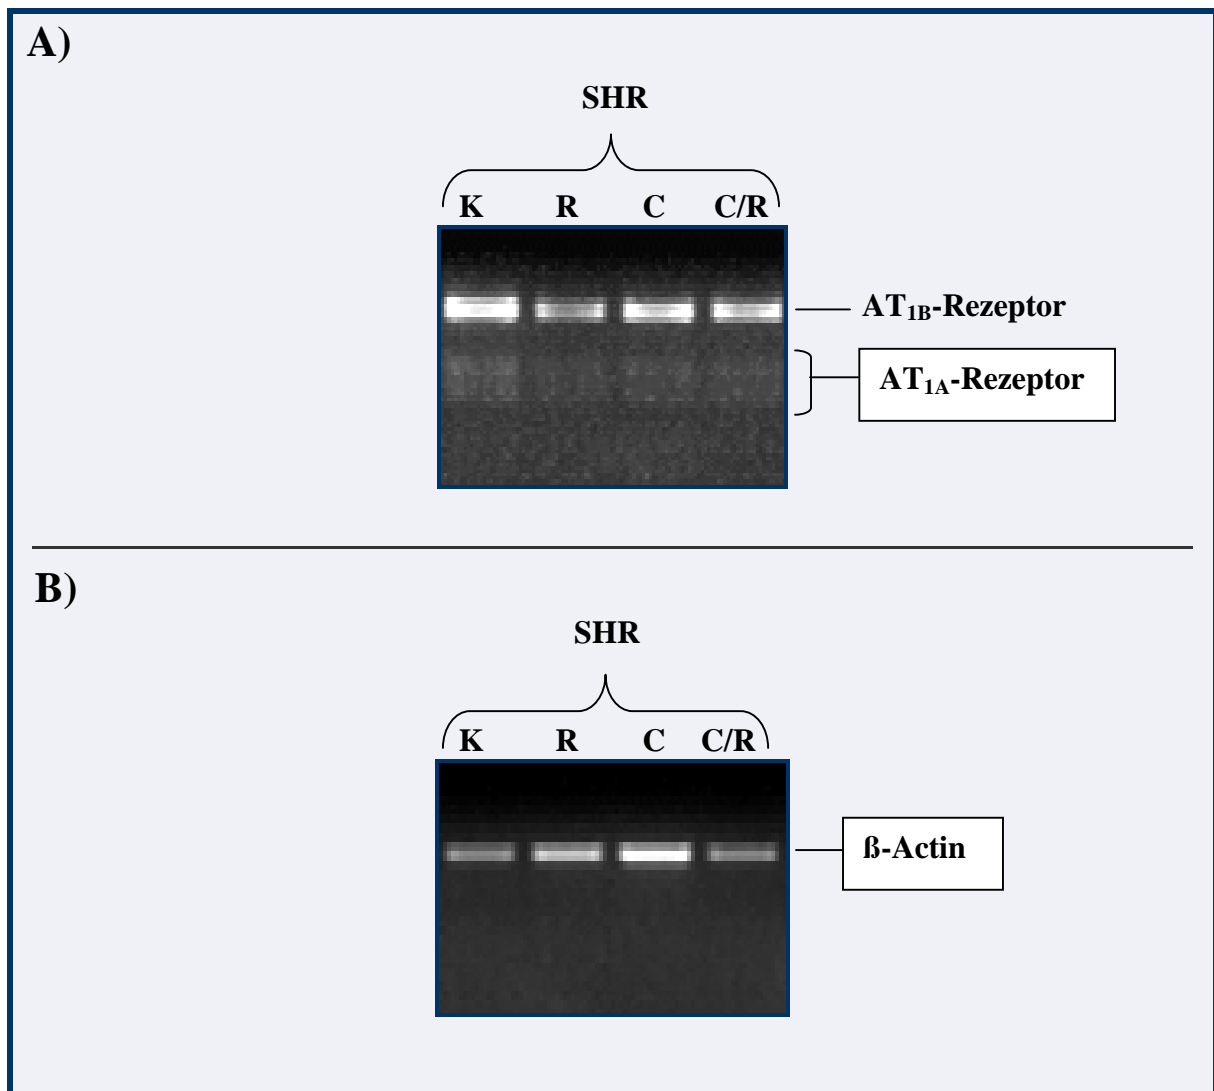 A)
SHR
K R C C/R
AT1B-Rezeptor
AT1A-Rezeptor
B)
SHR
K R C C/R
ß-Actin